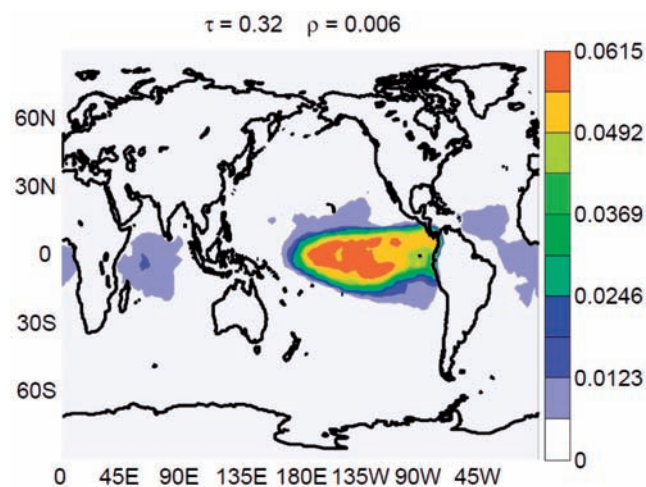 τ = 0.32 ρ = 0.006
60N
30N
0
30S
60S
0 45E 90E 135E 180E 135W 90W 45W
0.0615
0.0492
0.0369
0.0246
0.0123
0